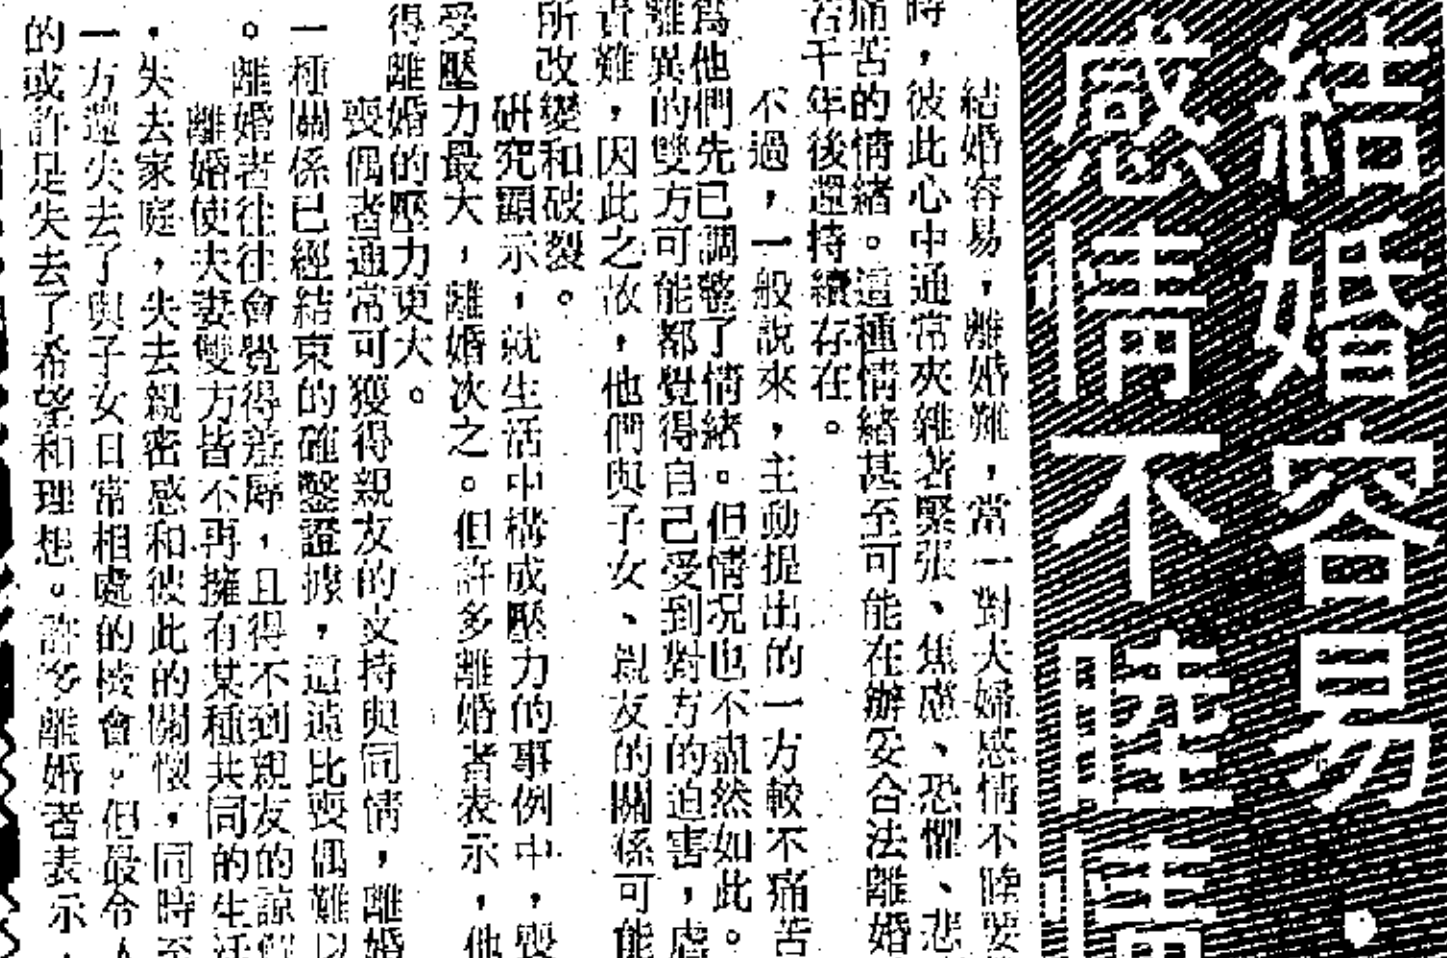 結婚容易，
感情不睦情
結婚容易，離婚難，當一對夫婦感情不睦要
時，彼此心中通常夾雜著緊張、焦慮、恐懼、悲
痛苦的情緒。這種情緒甚至可能在辦妥合法離婚
若干年後還持續存在。
不過，一般說來，主動提出的一方較不痛苦
為他們先已調整了情緒。但情況也不盡然如此。
離異的雙方可能都覺得自己受到對方的迫害，虐
責難，因此之故，他們與子女、親友的關係可能
所改變和破裂。
研究顯示，就生活中構成壓力的事例中，喪
受壓力最大，離婚次之。但許多離婚者表示，他
得離婚的壓力更大。
喪偶者通常可獲得親友的支持與同情，離婚
一種關係已經結束的確鑿證據，這遠比喪偶難以
。離婚者往往會覺得羞辱，且得不到親友的諒解
離婚使夫妻雙方皆不再擁有某種共同的生活
，失去家庭，失去親密感和彼此的關懷，同時至
一方還失去了與子女日常相處的機會。但最令人
的或許是失去了希望和理想。許多離婚者表示，